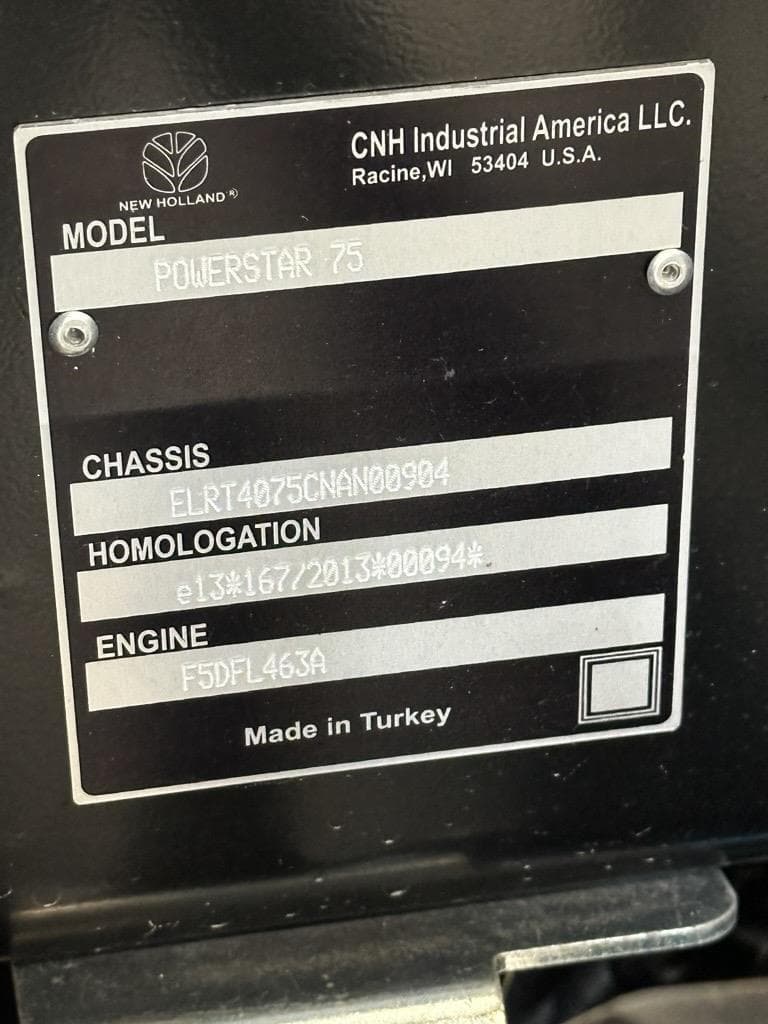 NEW HOLLAND®
CNH Industrial America LLC.
Racine,WI 53404 U.S.A.
MODEL
POWERSTAR 75
CHASSIS
ELRT4075CNAN00904
HOMOLOGATION
e13*167/2013*00094*
ENGINE
F5DFL463A
Made in Turkey